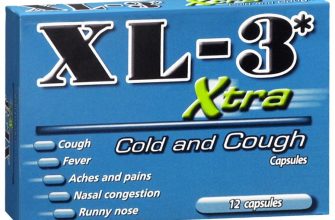 XL-3*
Xtra
Cold and Cough
Capsules
Cough
Fever
Aches and pains
Nasal congestion
Runny nose
12 capsules